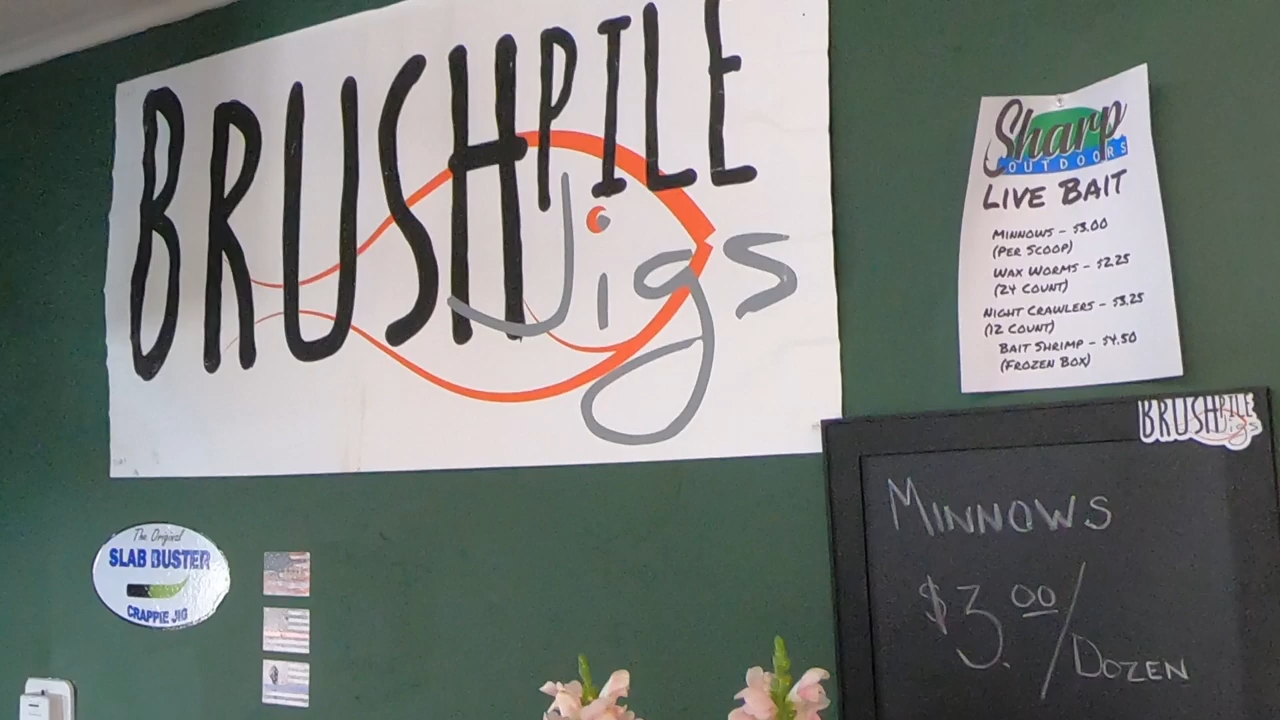 BRUSHPILE
Jigs
Sharp
OUTDOORS
LIVE BAIT
MINNOWS - $3.00
(PER SCOOP)
WAX WORMS - $2.25
(24 COUNT)
NIGHT CRAWLERS - $3.25
(12 COUNT)
BAIT SHRIMP - $4.50
(FROZEN BOX)
BRUSHPILE
Jigs
MINNOWS
$3.00/DOZEN
The Original
SLAB BUSTER
CRAPPIE JIG